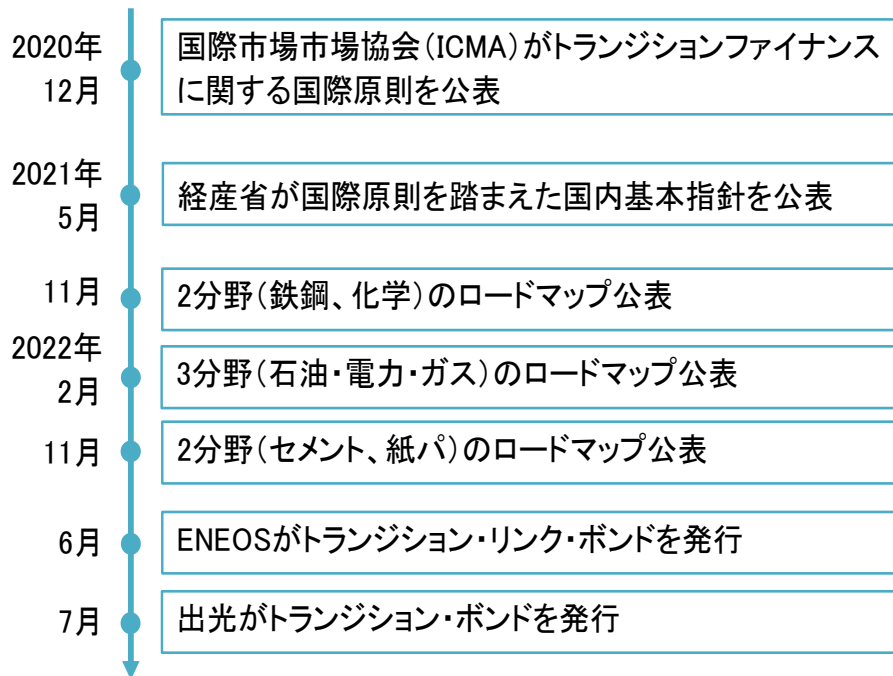 2020年
12月
国際市場市場協会（ICMA）がトランジションファイナンス
に関する国際原則を公表
2021年
5月
経産省が国際原則を踏まえた国内基本指針を公表
11月
2分野（鉄鋼、化学）のロードマップ公表
2022年
2月
3分野（石油・電力・ガス）のロードマップ公表
11月
2分野（セメント、紙パ）のロードマップ公表
6月
ENEOSがトランジション・リンク・ボンドを発行
7月
出光がトランジション・ボンドを発行